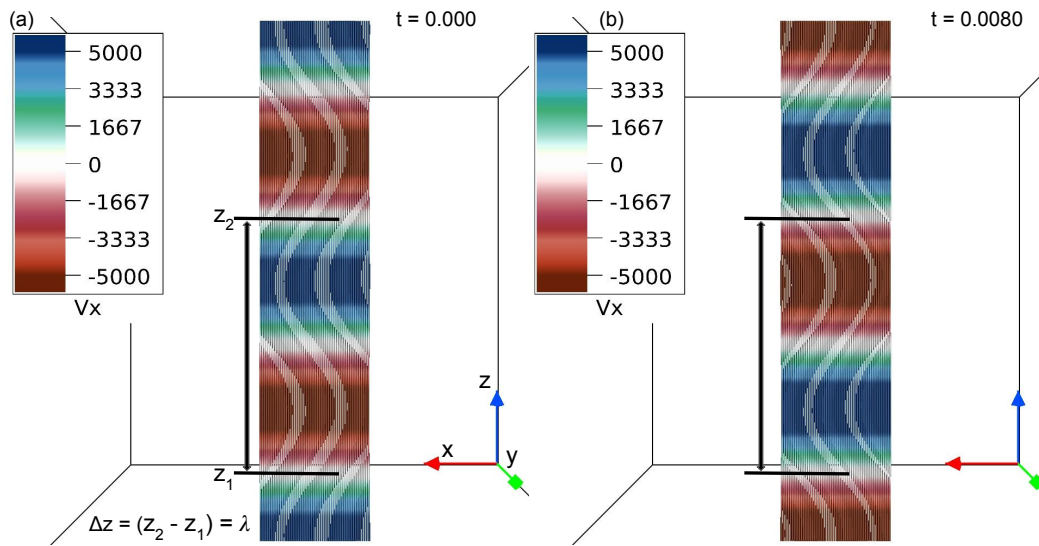 (a)
t = 0.000
5000
3333
1667
0
-1667
-3333
-5000
Vx
z₂
z₁
z
x
y
Δz = (z₂ - z₁) = λ
(b)
t = 0.0080
5000
3333
1667
0
-1667
-3333
-5000
Vx